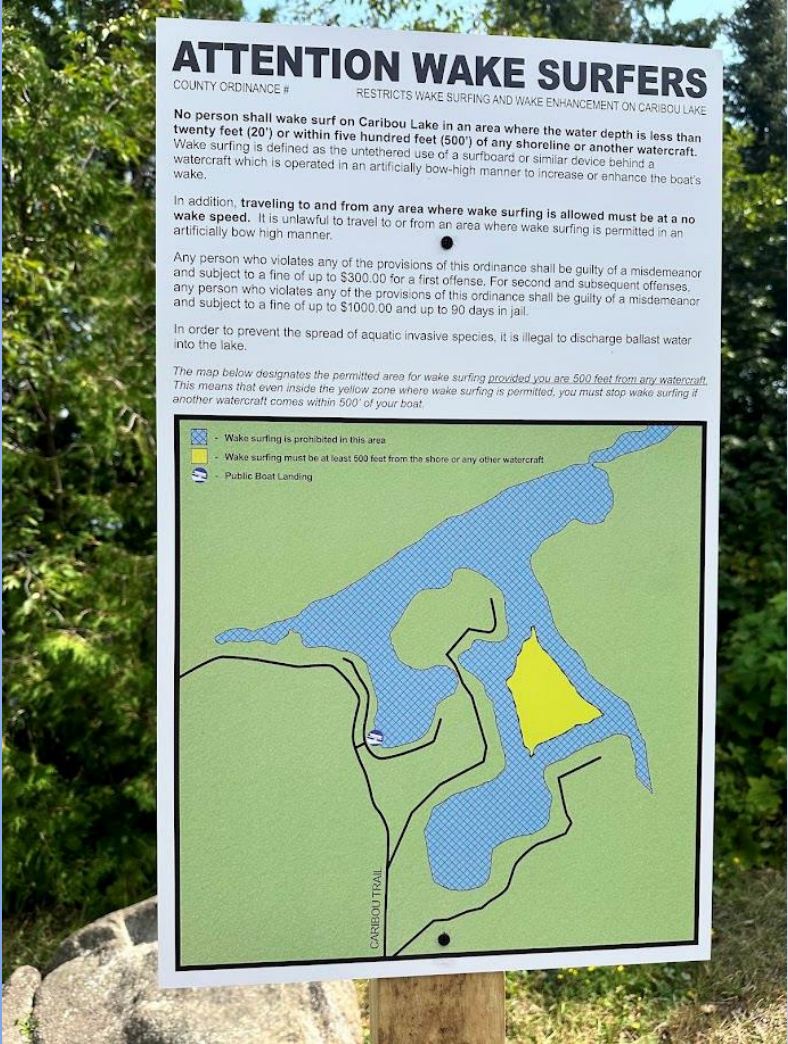 ATTENTION WAKE SURFERS
COUNTY ORDINANCE # RESTRICTS WAKE SURFING AND WAKE ENHANCEMENT ON CARIBOU LAKE
No person shall wake surf on Caribou Lake in an area where the water depth is less than
twenty feet (20') or within five hundred feet (500') of any shoreline or another watercraft.
Wake surfing is defined as the untethered use of a surfboard or similar device behind a
watercraft which is operated in an artificially bow-high manner to increase or enhance the boat's
wake.
In addition, traveling to and from any area where wake surfing is allowed must be at a no
wake speed. It is unlawful to travel to or from an area where wake surfing is permitted in an
artificially bow high manner.
Any person who violates any of the provisions of this ordinance shall be guilty of a misdemeanor
and subject to a fine of up to $300.00 for a first offense. For second and subsequent offenses,
any person who violates any of the provisions of this ordinance shall be guilty of a misdemeanor
and subject to a fine of up to $1000.00 and up to 90 days in jail.
In order to prevent the spread of aquatic invasive species, it is illegal to discharge ballast water
into the lake.
The map below designates the permitted area for wake surfing provided you are 500 feet from any watercraft.
This means that even inside the yellow zone where wake surfing is permitted, you must stop wake surfing if
another watercraft comes within 500' of your boat.
- Wake surfing is prohibited in this area
- Wake surfing must be at least 500 feet from the shore or any other watercraft
- Public Boat Landing
CARIBOU TRAIL